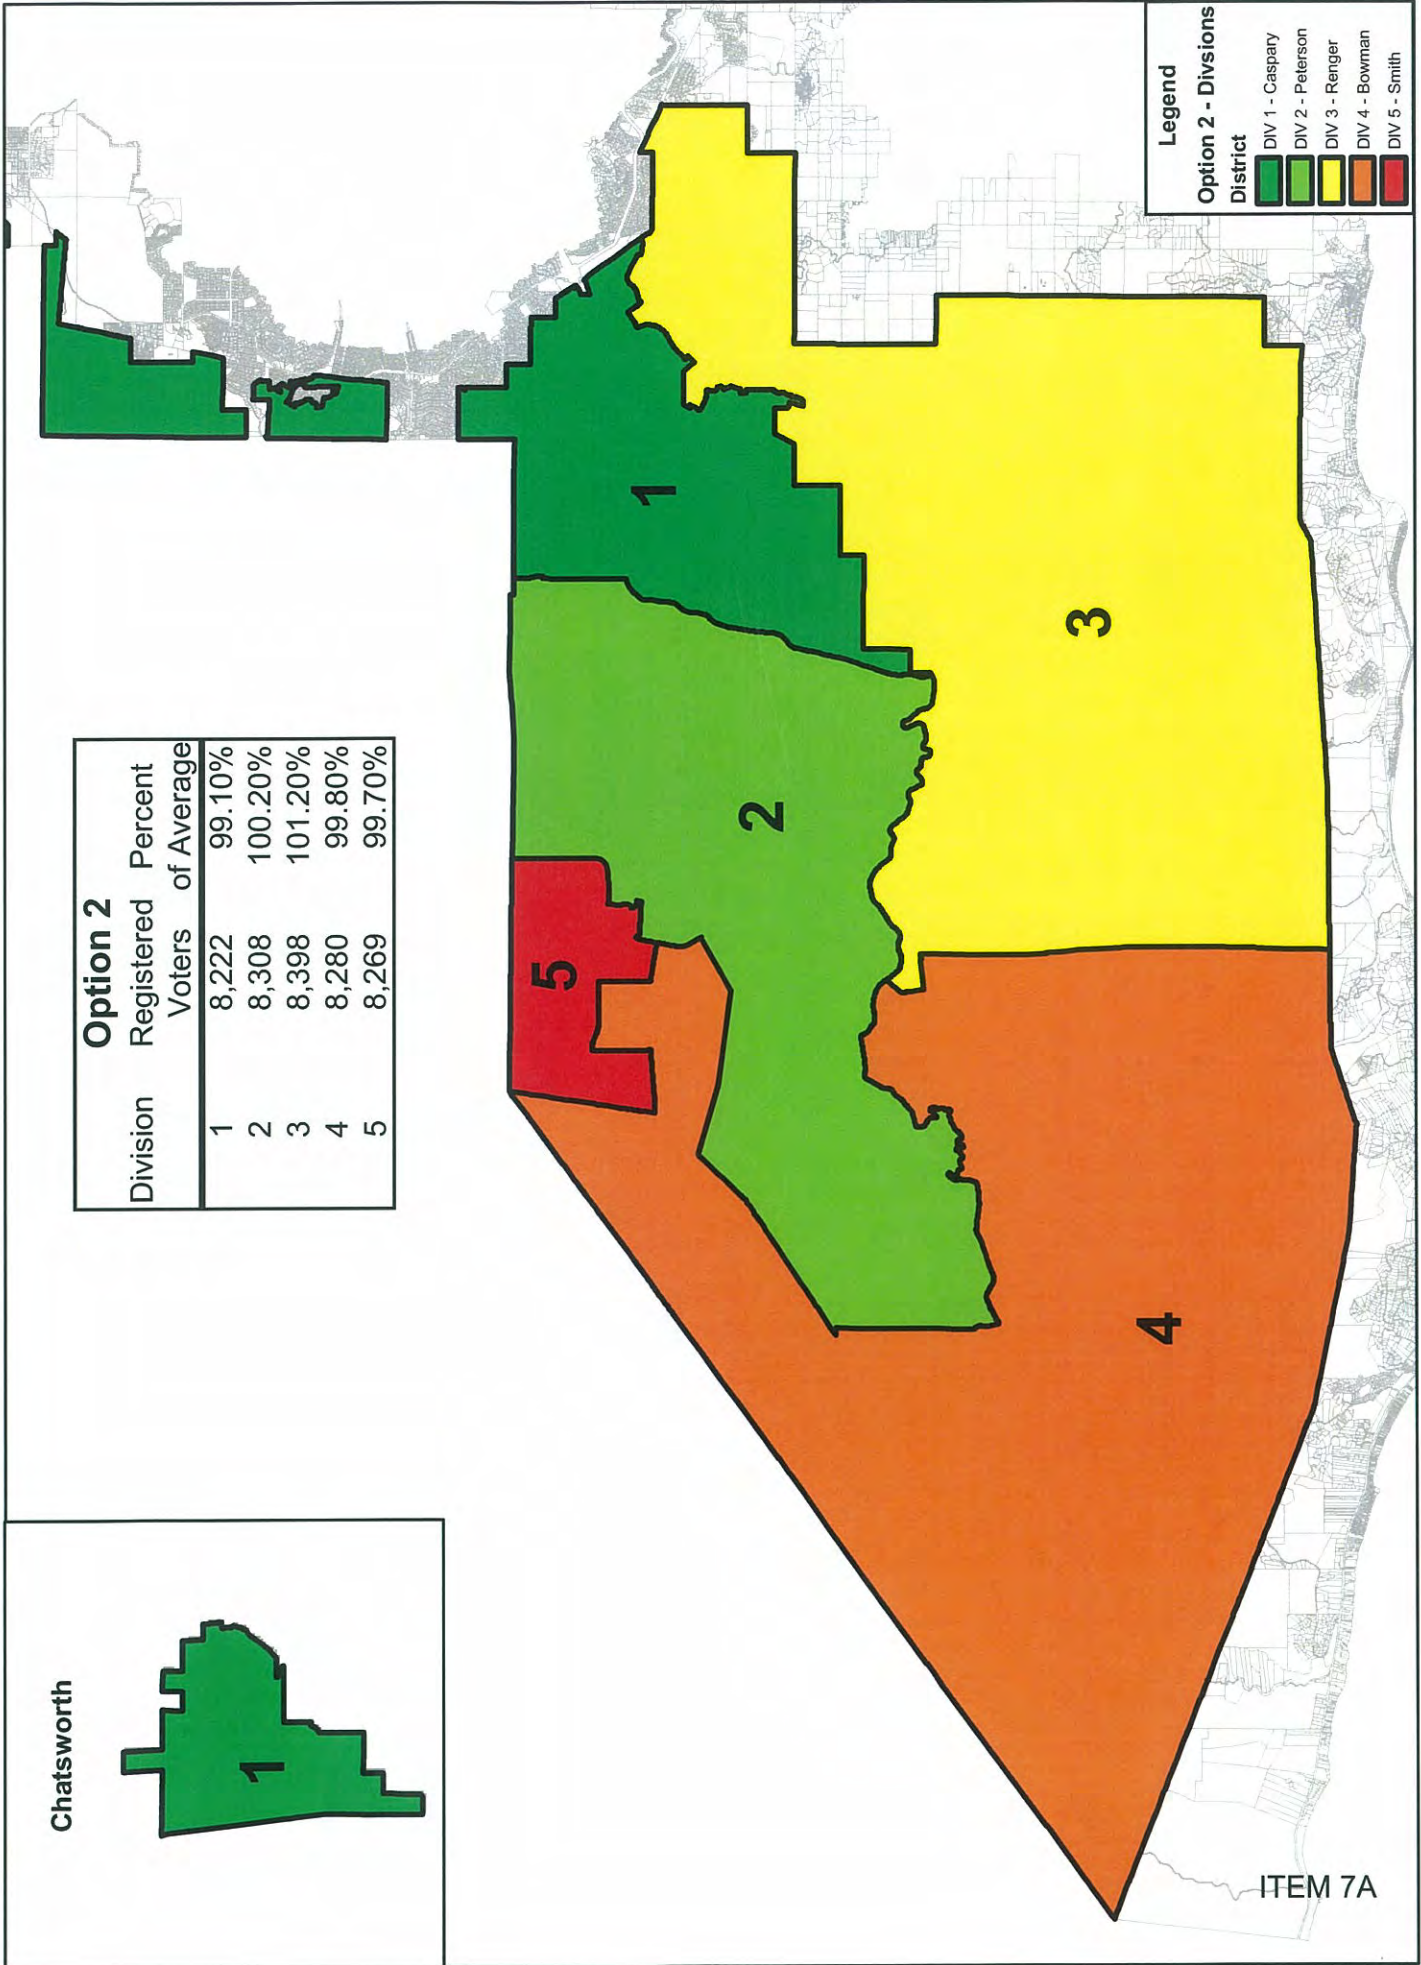 Chatsworth
1
Option 2
Division Registered Voters Percent of Average
1 8,222 99.10%
2 8,308 100.20%
3 8,398 101.20%
4 8,280 99.80%
5 8,269 99.70%
5
1
2
3
4
Legend
Option 2 - Divsions
District
DIV 1 - Caspary
DIV 2 - Peterson
DIV 3 - Renger
DIV 4 - Bowman
DIV 5 - Smith
ITEM 7A